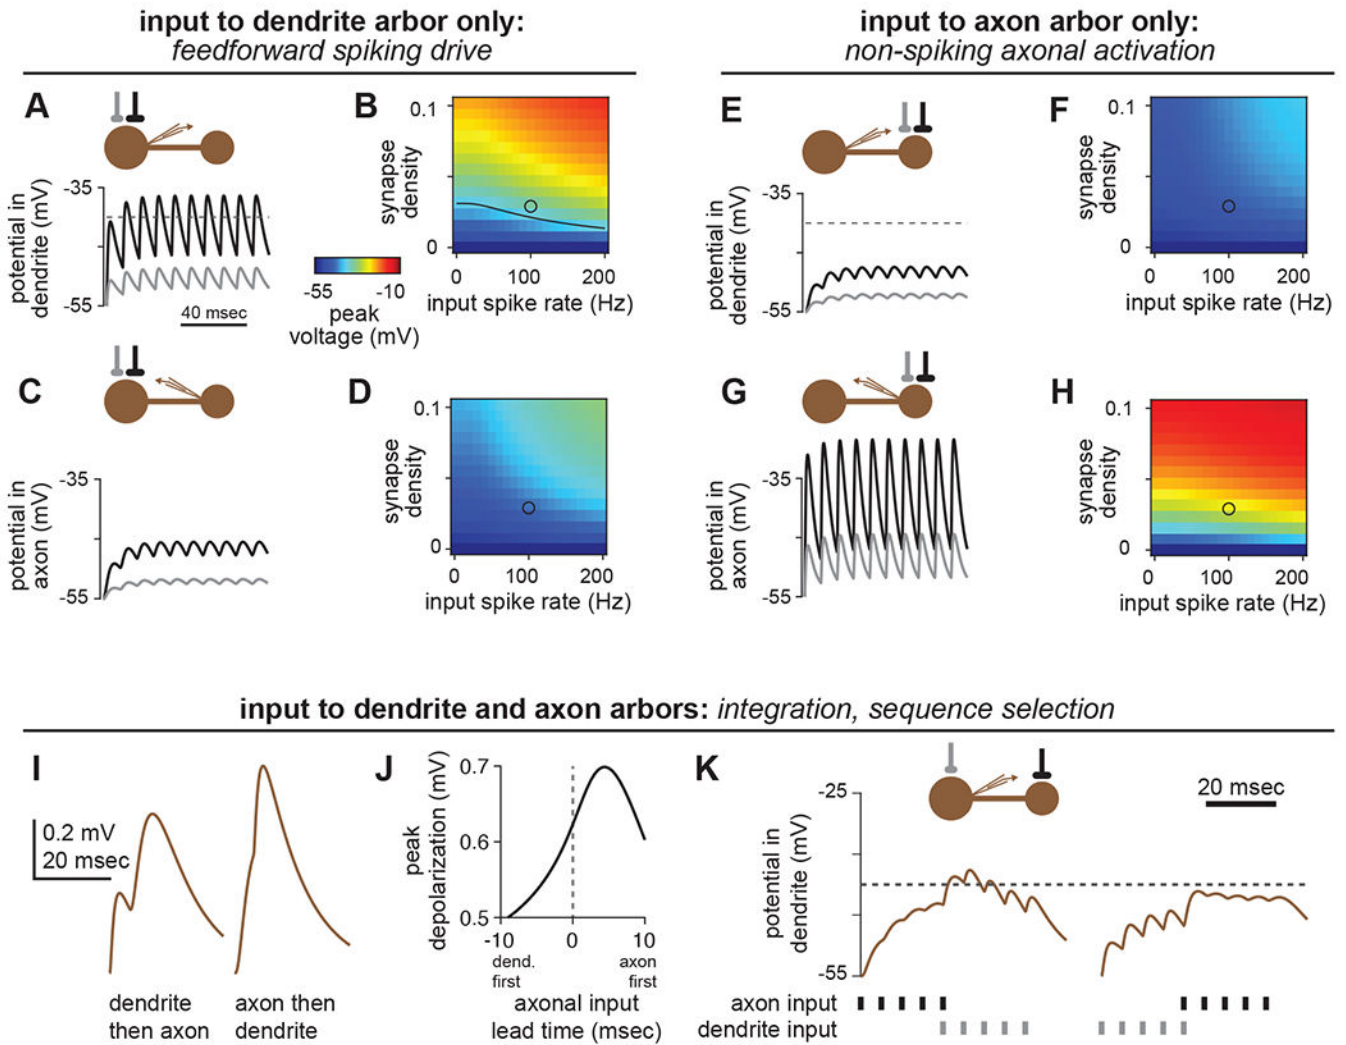 input to dendrite arbor only:
feedforward spiking drive
input to axon arbor only:
non-spiking axonal activation
A
potential in
dendrite (mV)
-35
-55
40 msec
B
synapse
density
0.1
0
0 100 200
input spike rate (Hz)
-55 -10
peak
voltage (mV)
C
potential in
axon (mV)
-35
-55
D
synapse
density
0.1
0
0 100 200
input spike rate (Hz)
E
potential in
dendrite (mV)
-35
-55
F
synapse
density
0.1
0
0 100 200
input spike rate (Hz)
G
potential in
axon (mV)
-35
-55
H
synapse
density
0.1
0
0 100 200
input spike rate (Hz)
input to dendrite and axon arbors: integration, sequence selection
I
0.2 mV
20 msec
dendrite
then axon
axon then
dendrite
J
peak
depolarization (mV)
0.7
0.6
0.5
-10 0 10
dend.
first
axon
first
axonal input
lead time (msec)
K
20 msec
potential in
dendrite (mV)
-25
-55
axon input
dendrite input